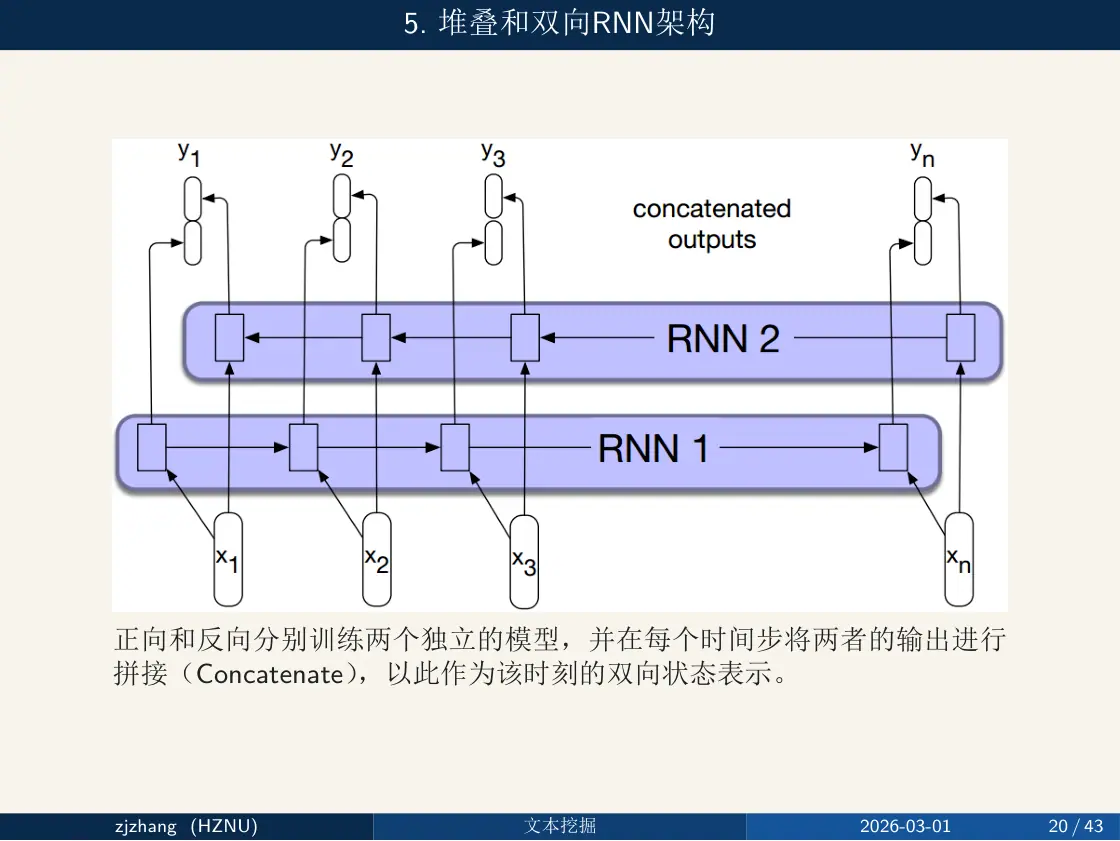 5. 堆叠和双向RNN架构
y1 y2 y3 yn
concatenated
outputs
RNN 2
RNN 1
x1 x2 x3 xn
正向和反向分别训练两个独立的模型，并在每个时间步将两者的输出进行
拼接（Concatenate），以此作为该时刻的双向状态表示。
zjzhang (HZNU) 文本挖掘 2026-03-01 20 / 43